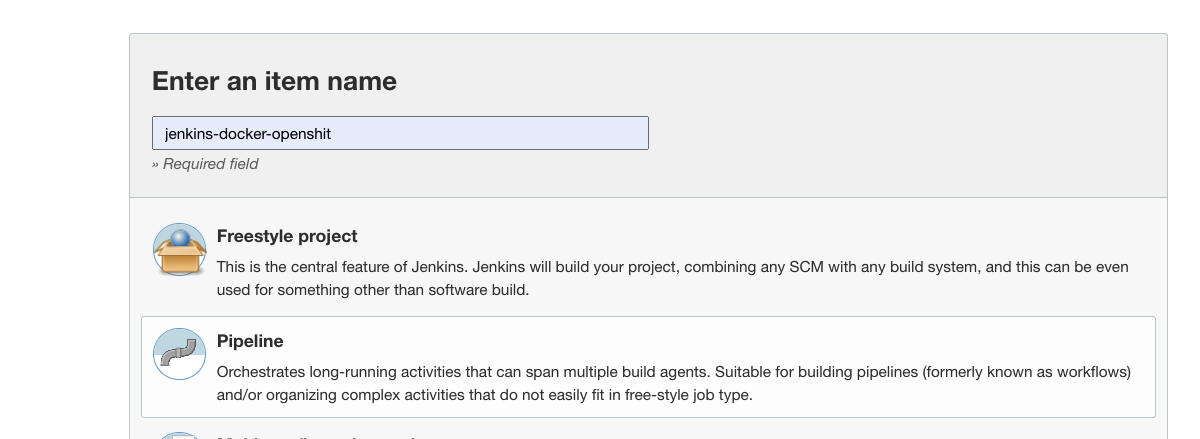 Enter an item name
jenkins-docker-openshit
» Required field
Freestyle project
This is the central feature of Jenkins. Jenkins will build your project, combining any SCM with any build system, and this can be even
used for something other than software build.
Pipeline
Orchestrates long-running activities that can span multiple build agents. Suitable for building pipelines (formerly known as workflows)
and/or organizing complex activities that do not easily fit in free-style job type.